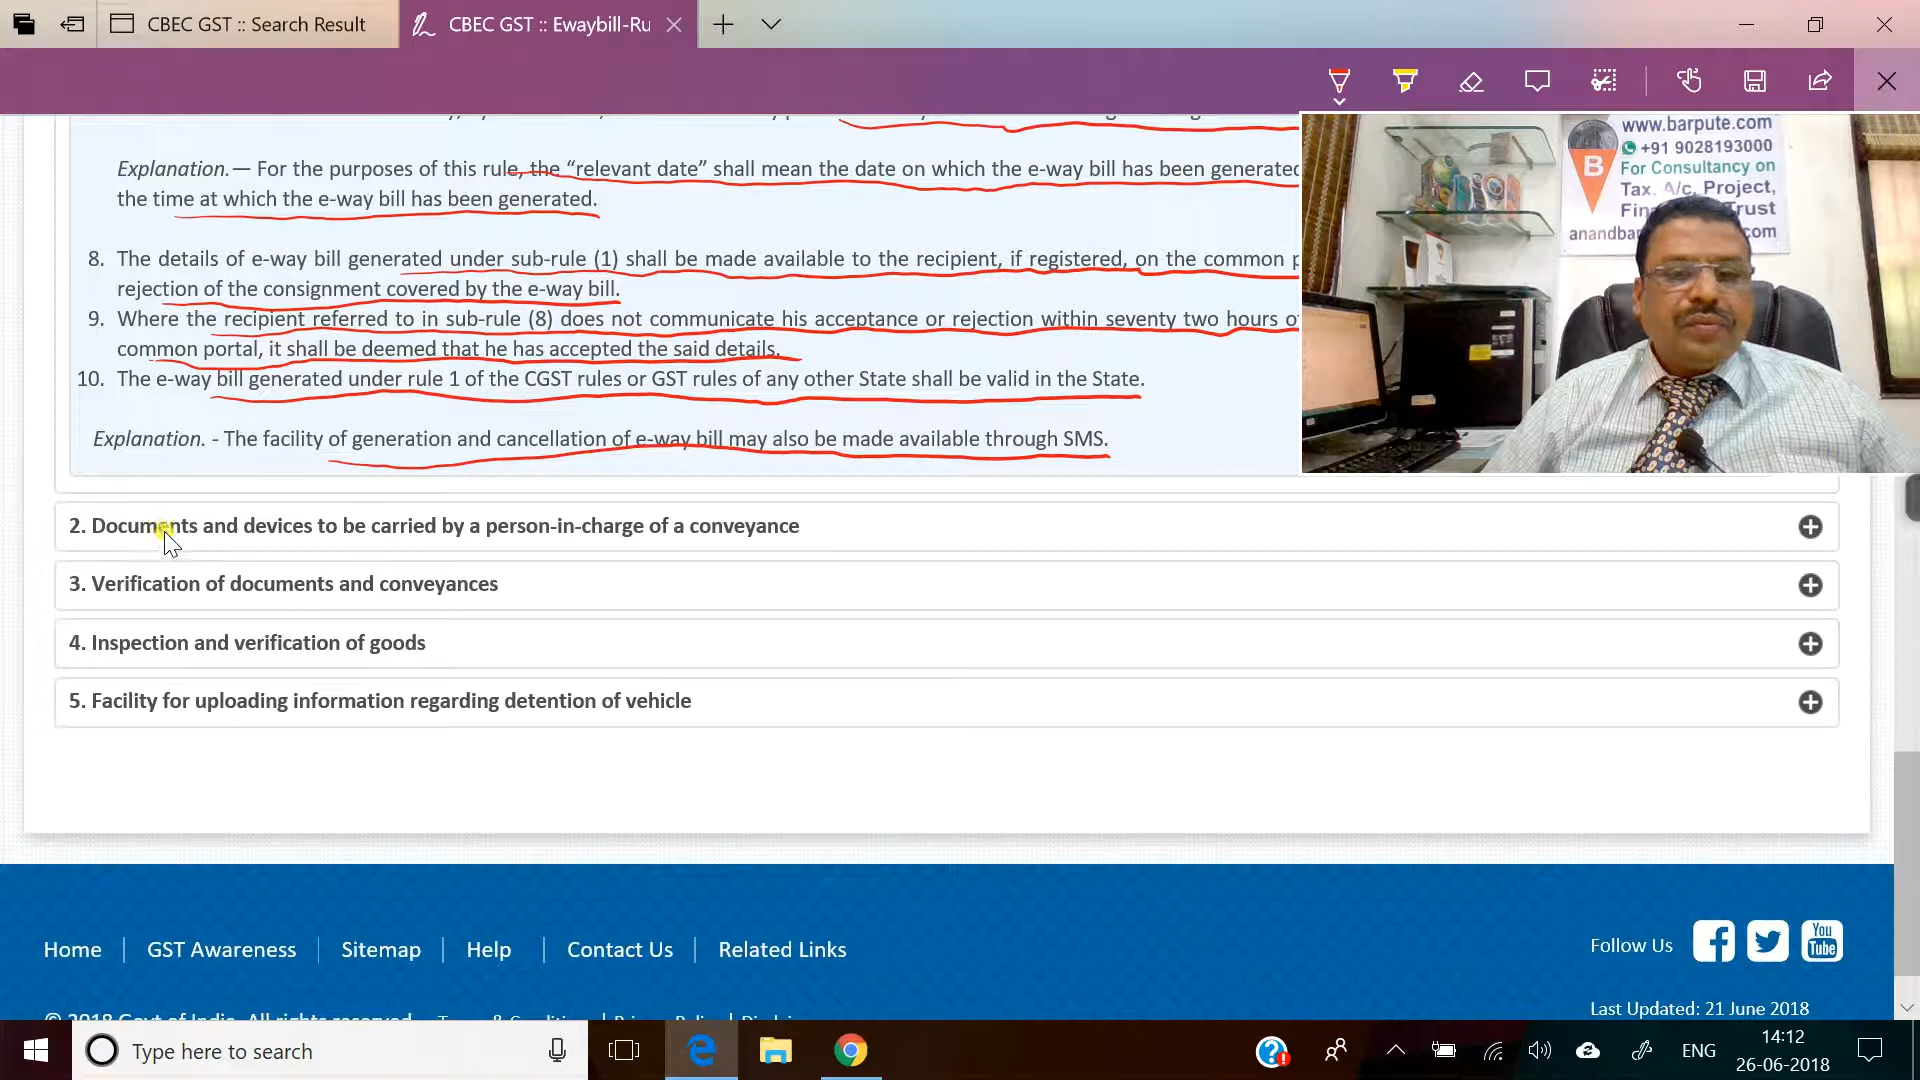 CBEC GST :: Search Result
CBEC GST :: Ewaybill-Ru
Explanation.— For the purposes of this rule, the “relevant date” shall mean the date on which the e-way bill has been generated
the time at which the e-way bill has been generated.
8. The details of e-way bill generated under sub-rule (1) shall be made available to the recipient, if registered, on the common p
rejection of the consignment covered by the e-way bill.
9. Where the recipient referred to in sub-rule (8) does not communicate his acceptance or rejection within seventy two hours o
common portal, it shall be deemed that he has accepted the said details.
10. The e-way bill generated under rule 1 of the CGST rules or GST rules of any other State shall be valid in the State.
Explanation. - The facility of generation and cancellation of e-way bill may also be made available through SMS.
www.barpute.com
+91 9028193000
B
For Consultancy on
Tax. A/c, Project,
Trust
2. Documents and devices to be carried by a person-in-charge of a conveyance
3. Verification of documents and conveyances
4. Inspection and verification of goods
5. Facility for uploading information regarding detention of vehicle
Home | GST Awareness | Sitemap | Help | Contact Us | Related Links
Follow Us
You
Tube
Last Updated: 21 June 2018
© 2018 Govt of India. All rights reserved
Type here to search
ENG
14:12
26-06-2018